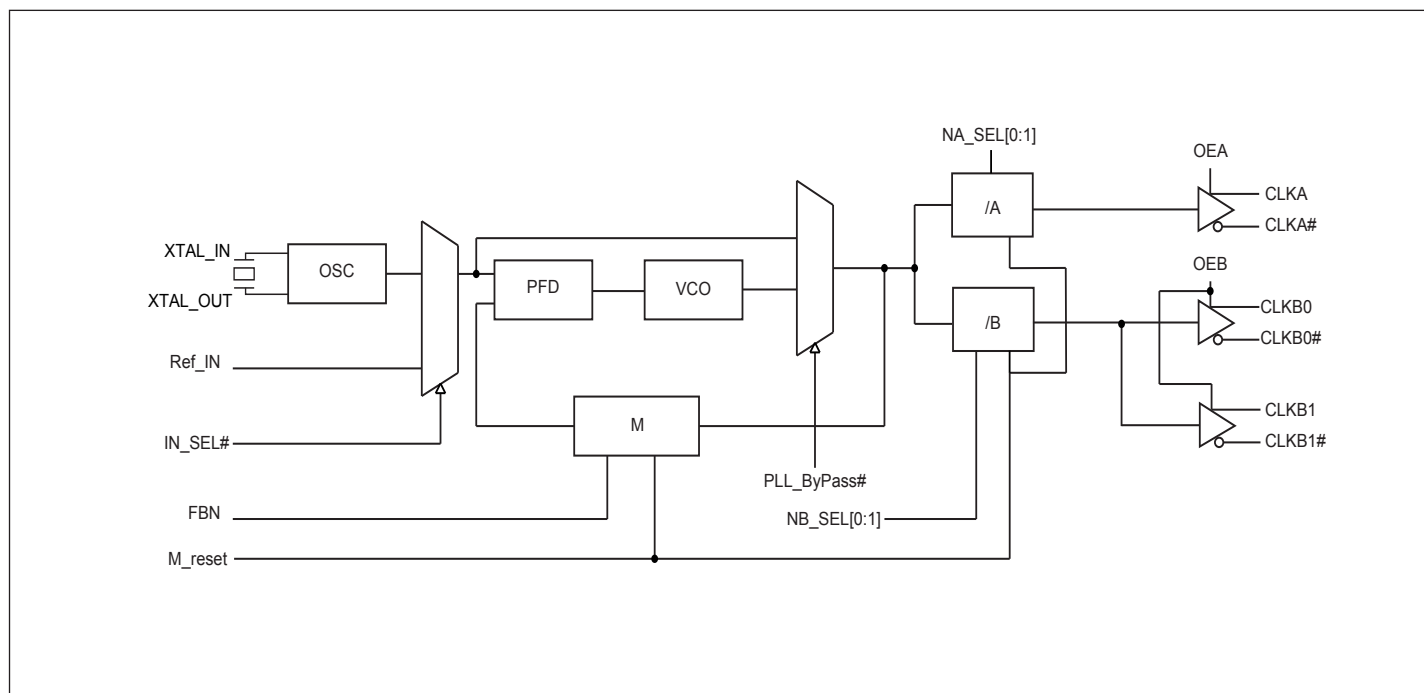 NA_SEL[0:1]
OEA
/A
CLKA
CLKA#
XTAL_IN
OSC
XTAL_OUT
PFD
VCO
OEB
CLKB0
/B
CLKB0#
Ref_IN
M
CLKB1
IN_SEL#
CLKB1#
PLL_ByPass#
FBN
NB_SEL[0:1]
M_reset